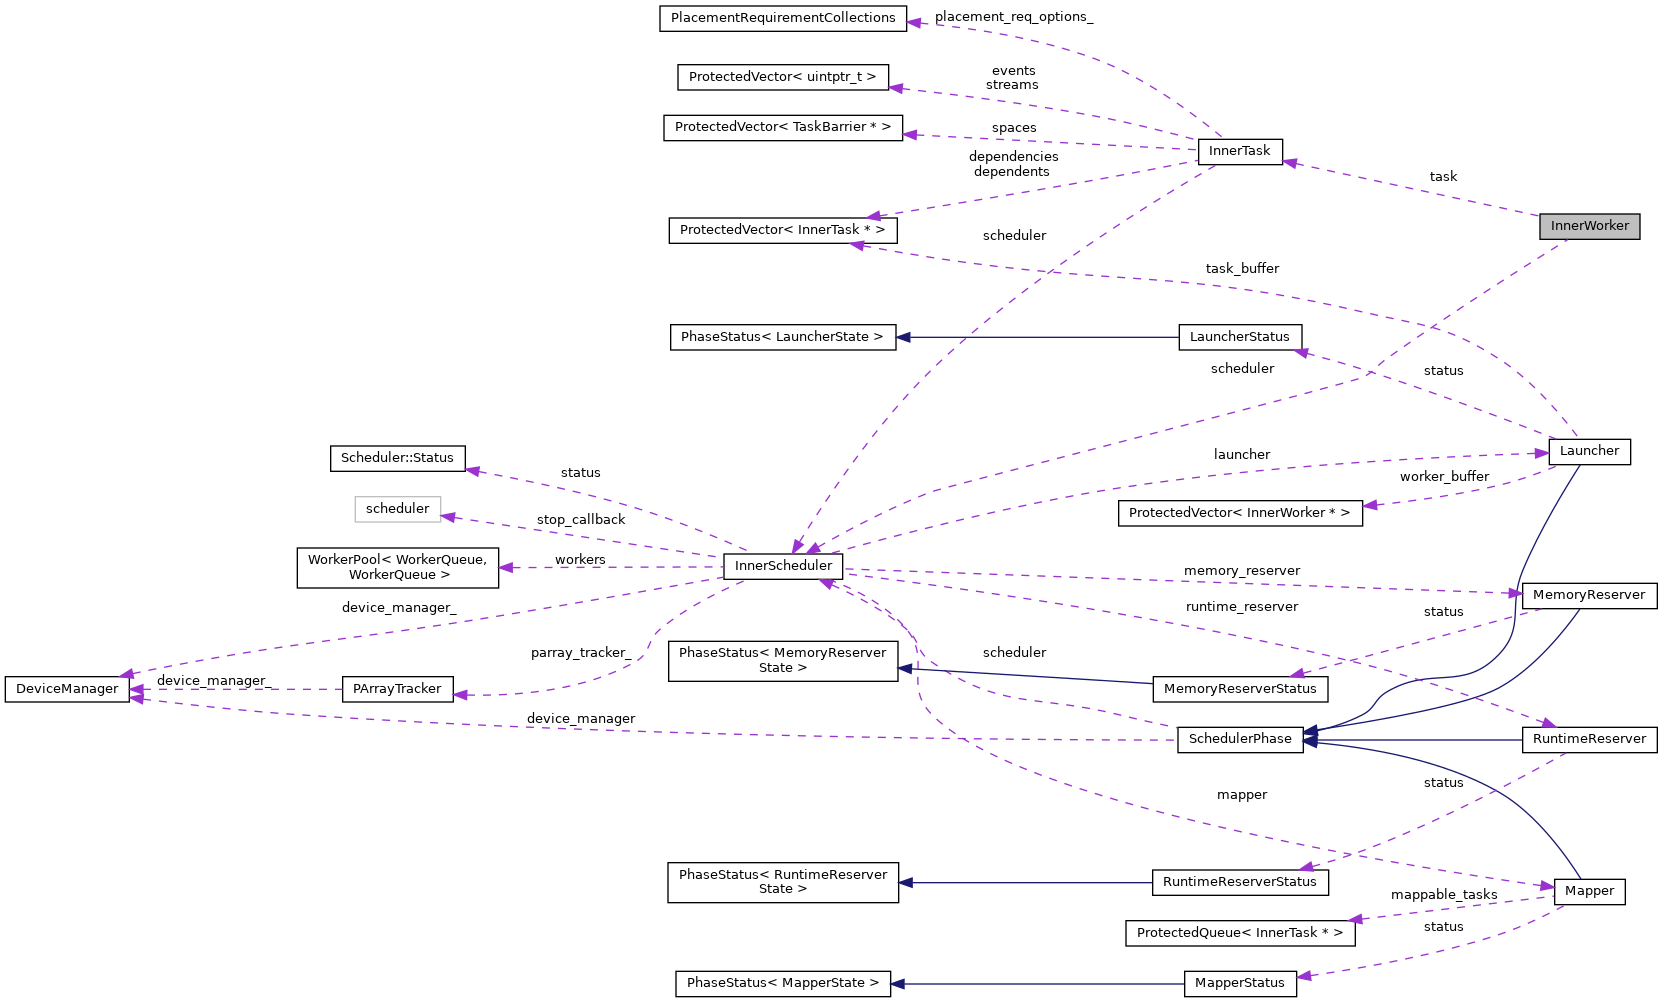 PlacementRequirementCollections
placement_req_options_
ProtectedVector< uintptr_t >
events
streams
ProtectedVector< TaskBarrier * >
spaces
InnerTask
dependencies
dependents
task
ProtectedVector< InnerTask * >
scheduler
InnerWorker
task_buffer
PhaseStatus< LauncherState >
LauncherStatus
scheduler
status
Scheduler::Status
status
launcher
Launcher
worker_buffer
scheduler
stop_callback
ProtectedVector< InnerWorker * >
WorkerPool< WorkerQueue,
WorkerQueue >
workers
InnerScheduler
memory_reserver
MemoryReserver
device_manager_
runtime_reserver
status
parray_tracker_
PhaseStatus< MemoryReserver
State >
scheduler
DeviceManager
device_manager_
PArrayTracker
MemoryReserverStatus
device_manager
SchedulerPhase
RuntimeReserver
mapper
status
PhaseStatus< RuntimeReserver
State >
RuntimeReserverStatus
mappable_tasks
Mapper
ProtectedQueue< InnerTask * >
status
PhaseStatus< MapperState >
MapperStatus